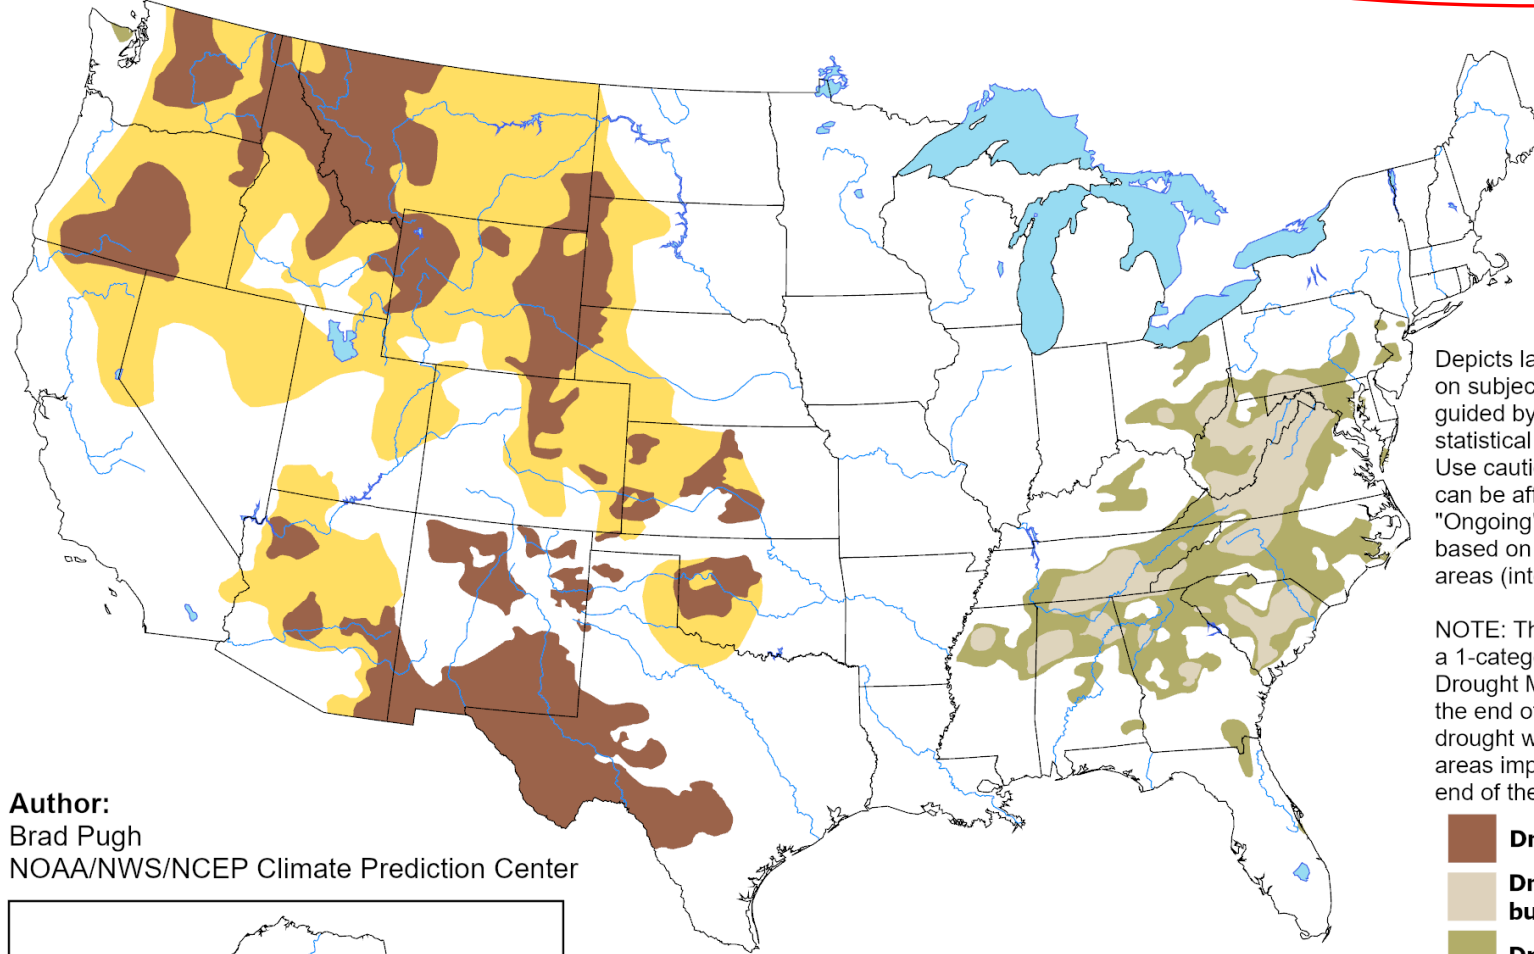 Depicts la
on subjec
guided by
statistical
Use cauti
can be aff
"Ongoing"
based on
areas (int
NOTE: Th
a 1-categ
Drought M
the end of
drought w
areas imp
end of the
Author:
Brad Pugh
NOAA/NWS/NCEP Climate Prediction Center
Dr
Dr
bu